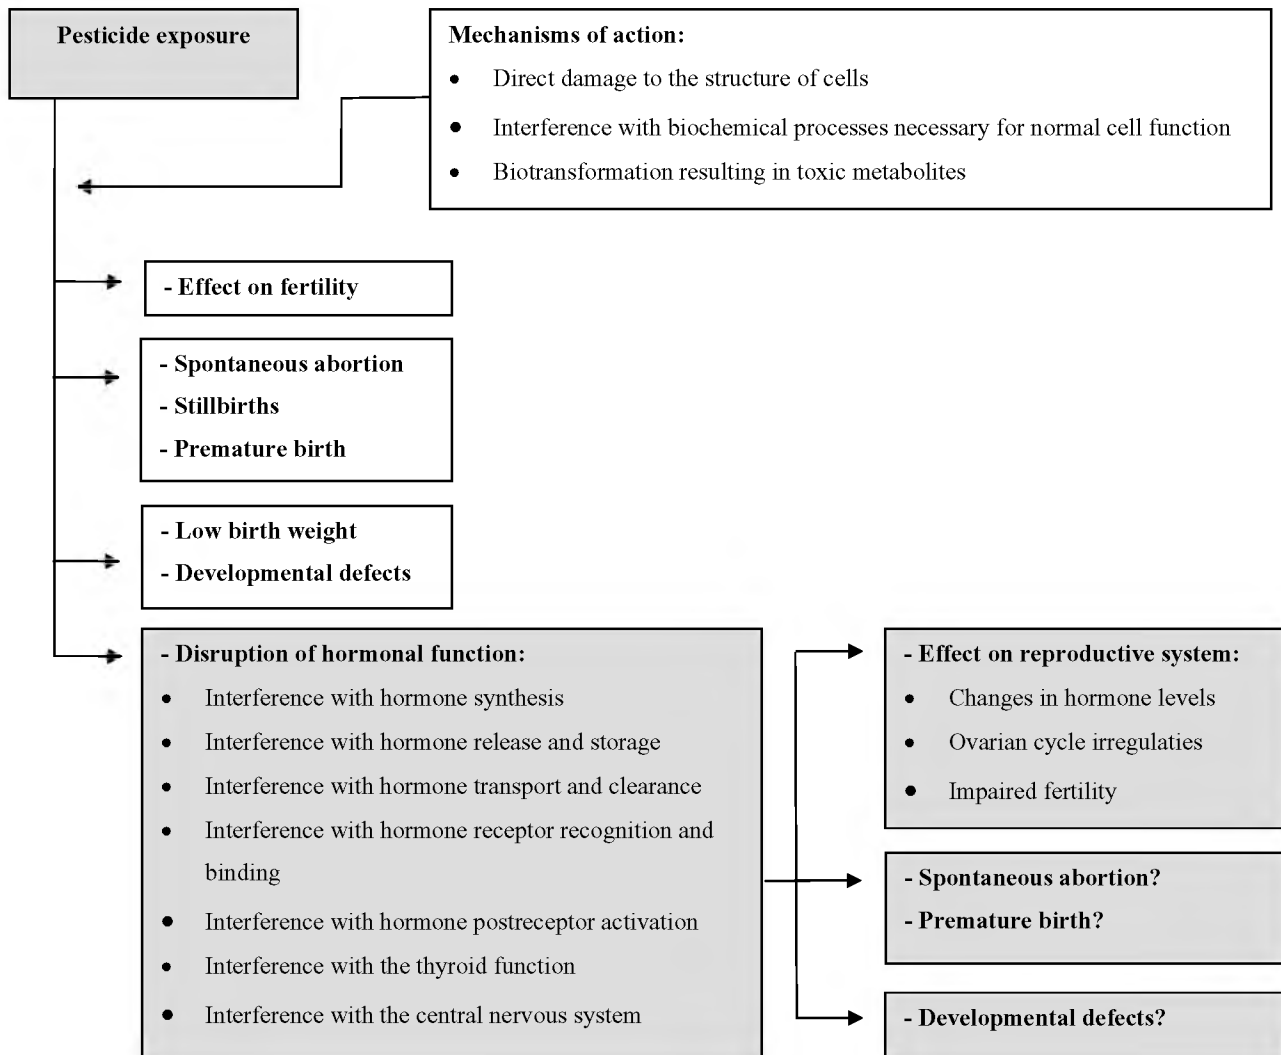 Pesticide exposure
Mechanisms of action:
• Direct damage to the structure of cells
• Interference with biochemical processes necessary for normal cell function
• Biotransformation resulting in toxic metabolites
- Effect on fertility
- Spontaneous abortion
- Stillbirths
- Premature birth
- Low birth weight
- Developmental defects
- Disruption of hormonal function:
• Interference with hormone synthesis
• Interference with hormone release and storage
• Interference with hormone transport and clearance
• Interference with hormone receptor recognition and
binding
• Interference with hormone postreceptor activation
• Interference with the thyroid function
• Interference with the central nervous system
- Effect on reproductive system:
• Changes in hormone levels
• Ovarian cycle irregulaties
• Impaired fertility
- Spontaneous abortion?
- Premature birth?
- Developmental defects?